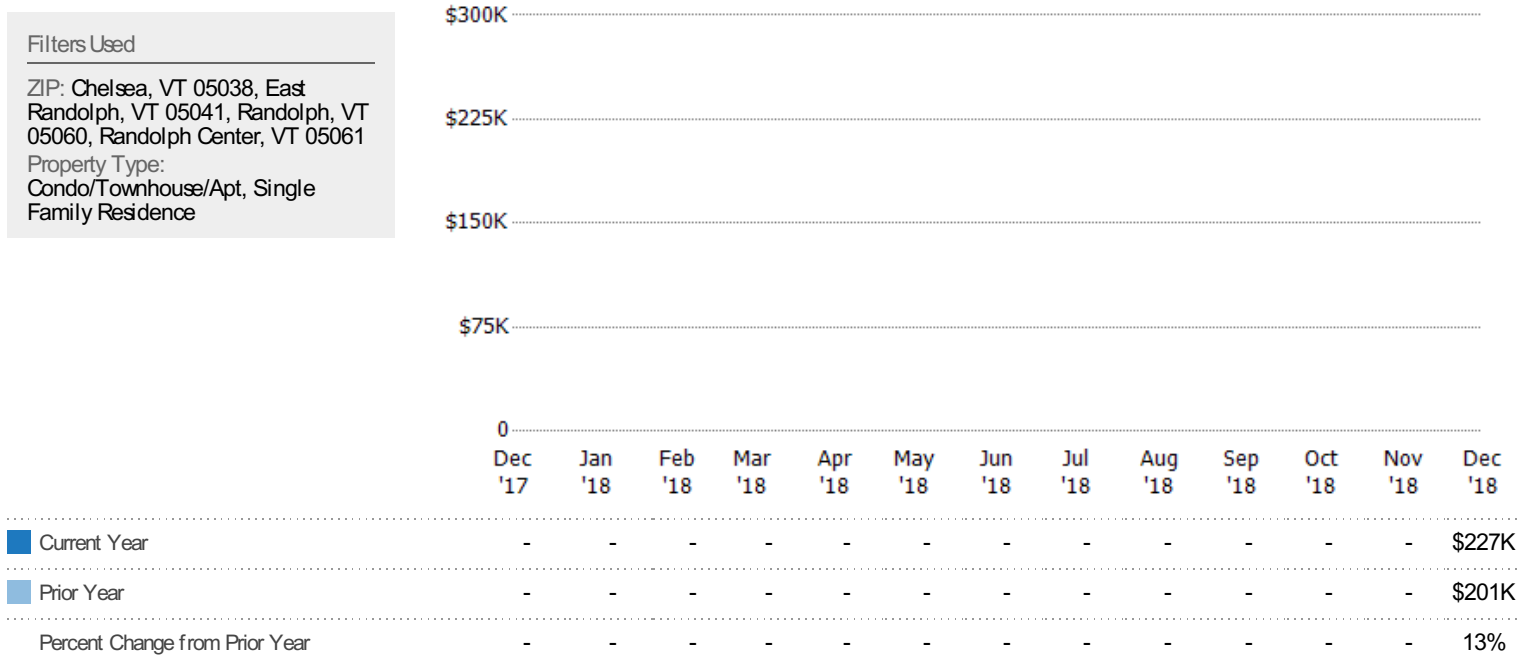 Filters Used
ZIP: Chelsea, VT 05038, East
Randolph, VT 05041, Randolph, VT
05060, Randolph Center, VT 05061
Property Type:
Condo/Townhouse/Apt, Single
Family Residence
$300K
$225K
$150K
$75K
0
Dec Jan Feb Mar Apr May Jun Jul Aug Sep Oct Nov Dec
'17 '18 '18 '18 '18 '18 '18 '18 '18 '18 '18 '18 '18
Current Year - - - - - - - - - - - - $227K
Prior Year - - - - - - - - - - - - $201K
Percent Change from Prior Year - - - - - - - - - - - - 13%